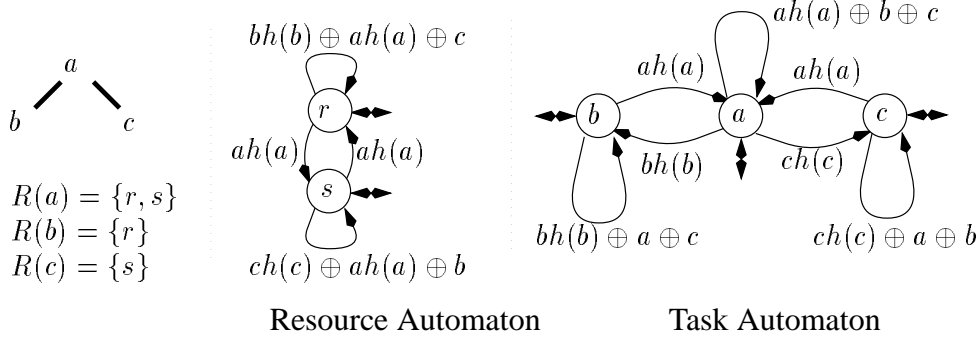 a
b
c
R(a) = {r, s}
R(b) = {r}
R(c) = {s}
bh(b) ⊕ ah(a) ⊕ c
r
ah(a)
ah(a)
s
ch(c) ⊕ ah(a) ⊕ b
Resource Automaton
ah(a) ⊕ b ⊕ c
ah(a)
ah(a)
b
a
c
bh(b)
ch(c)
bh(b) ⊕ a ⊕ c
ch(c) ⊕ a ⊕ b
Task Automaton